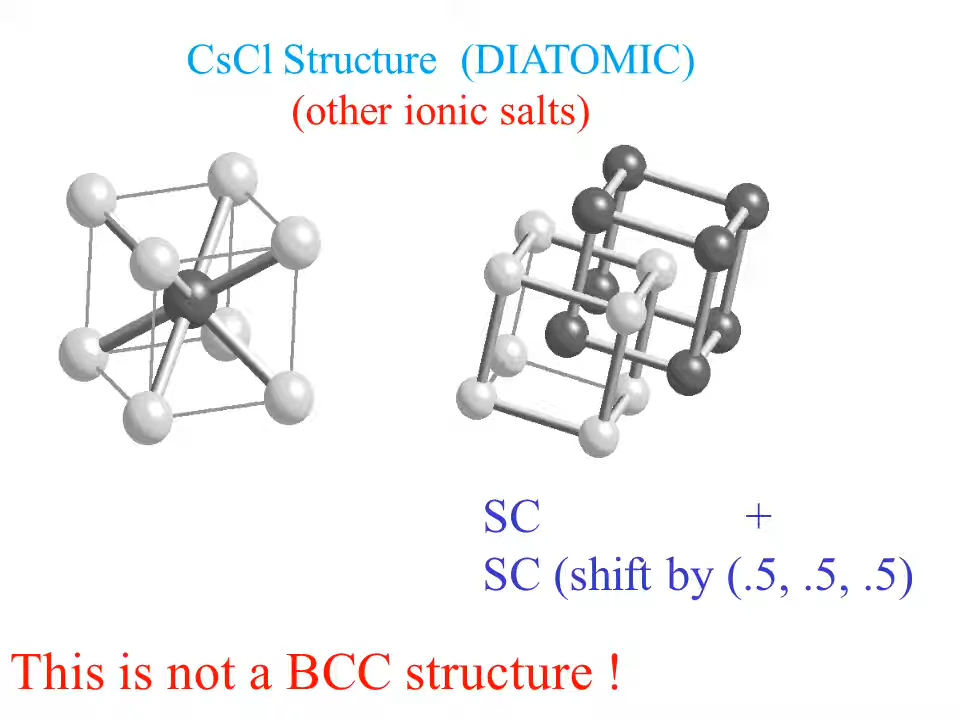 CsCl Structure (DIATOMIC)
(other ionic salts)
SC +
SC (shift by (.5, .5, .5)
This is not a BCC structure !